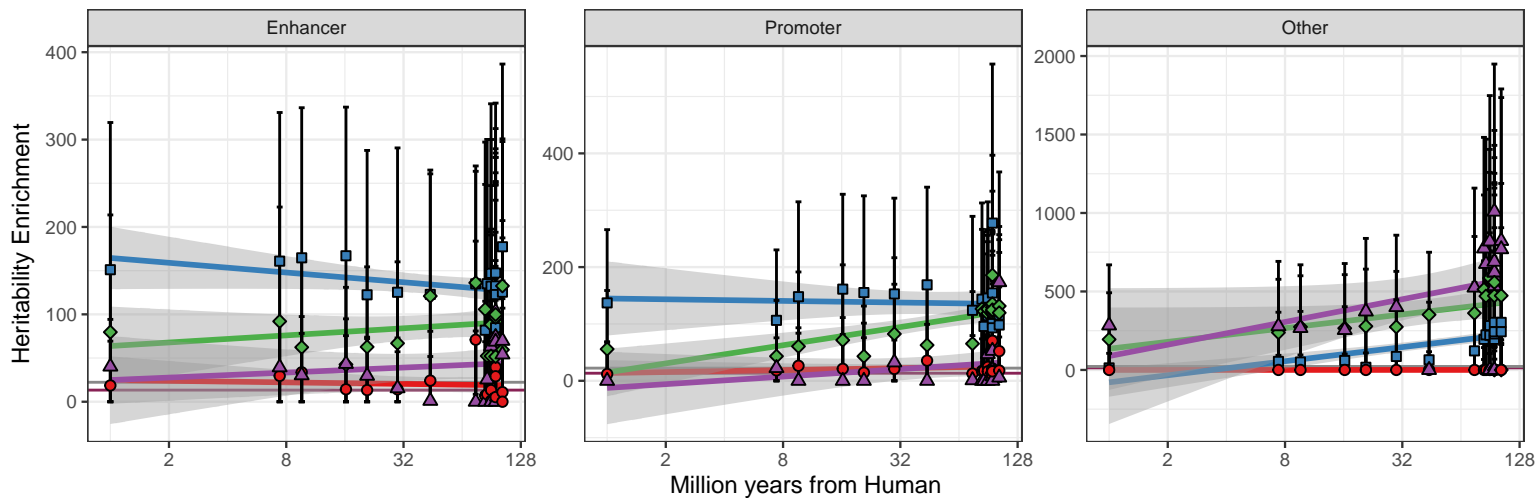 Enhancer
Promoter
Other
Heritability Enrichment
400
300
200
100
0
400
200
0
2000
1500
1000
500
0
2 8 32 128
2 8 32 128
2 8 32 128
Million years from Human